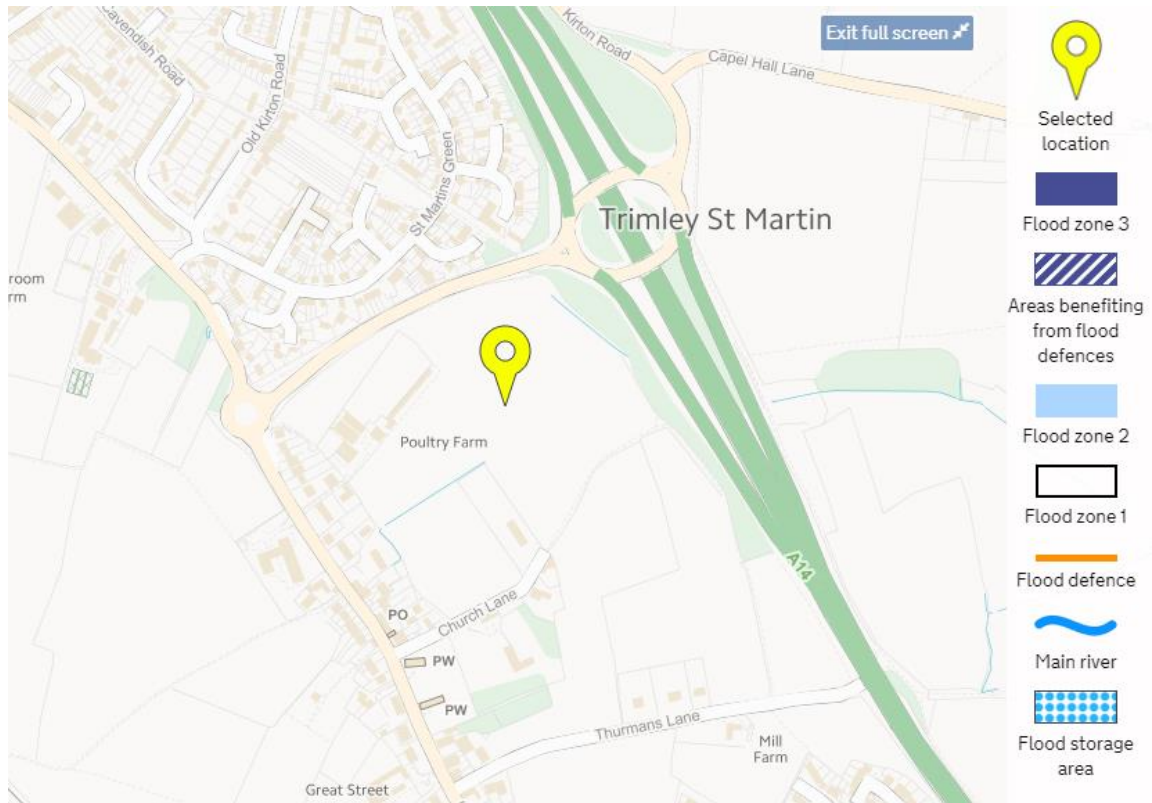 Exit full screen
Kirton Road
Capel Hall Lane
Cavendish Road
Old Kirton Road
St Martins Green
Trimley St Martin
room
rm
Poultry Farm
A14
PO
Church Lane
PW
PW
Thurmans Lane
Mill
Farm
Great Street
Selected
location
Flood zone 3
Areas benefiting
from flood
defences
Flood zone 2
Flood zone 1
Flood defence
Main river
Flood storage
area